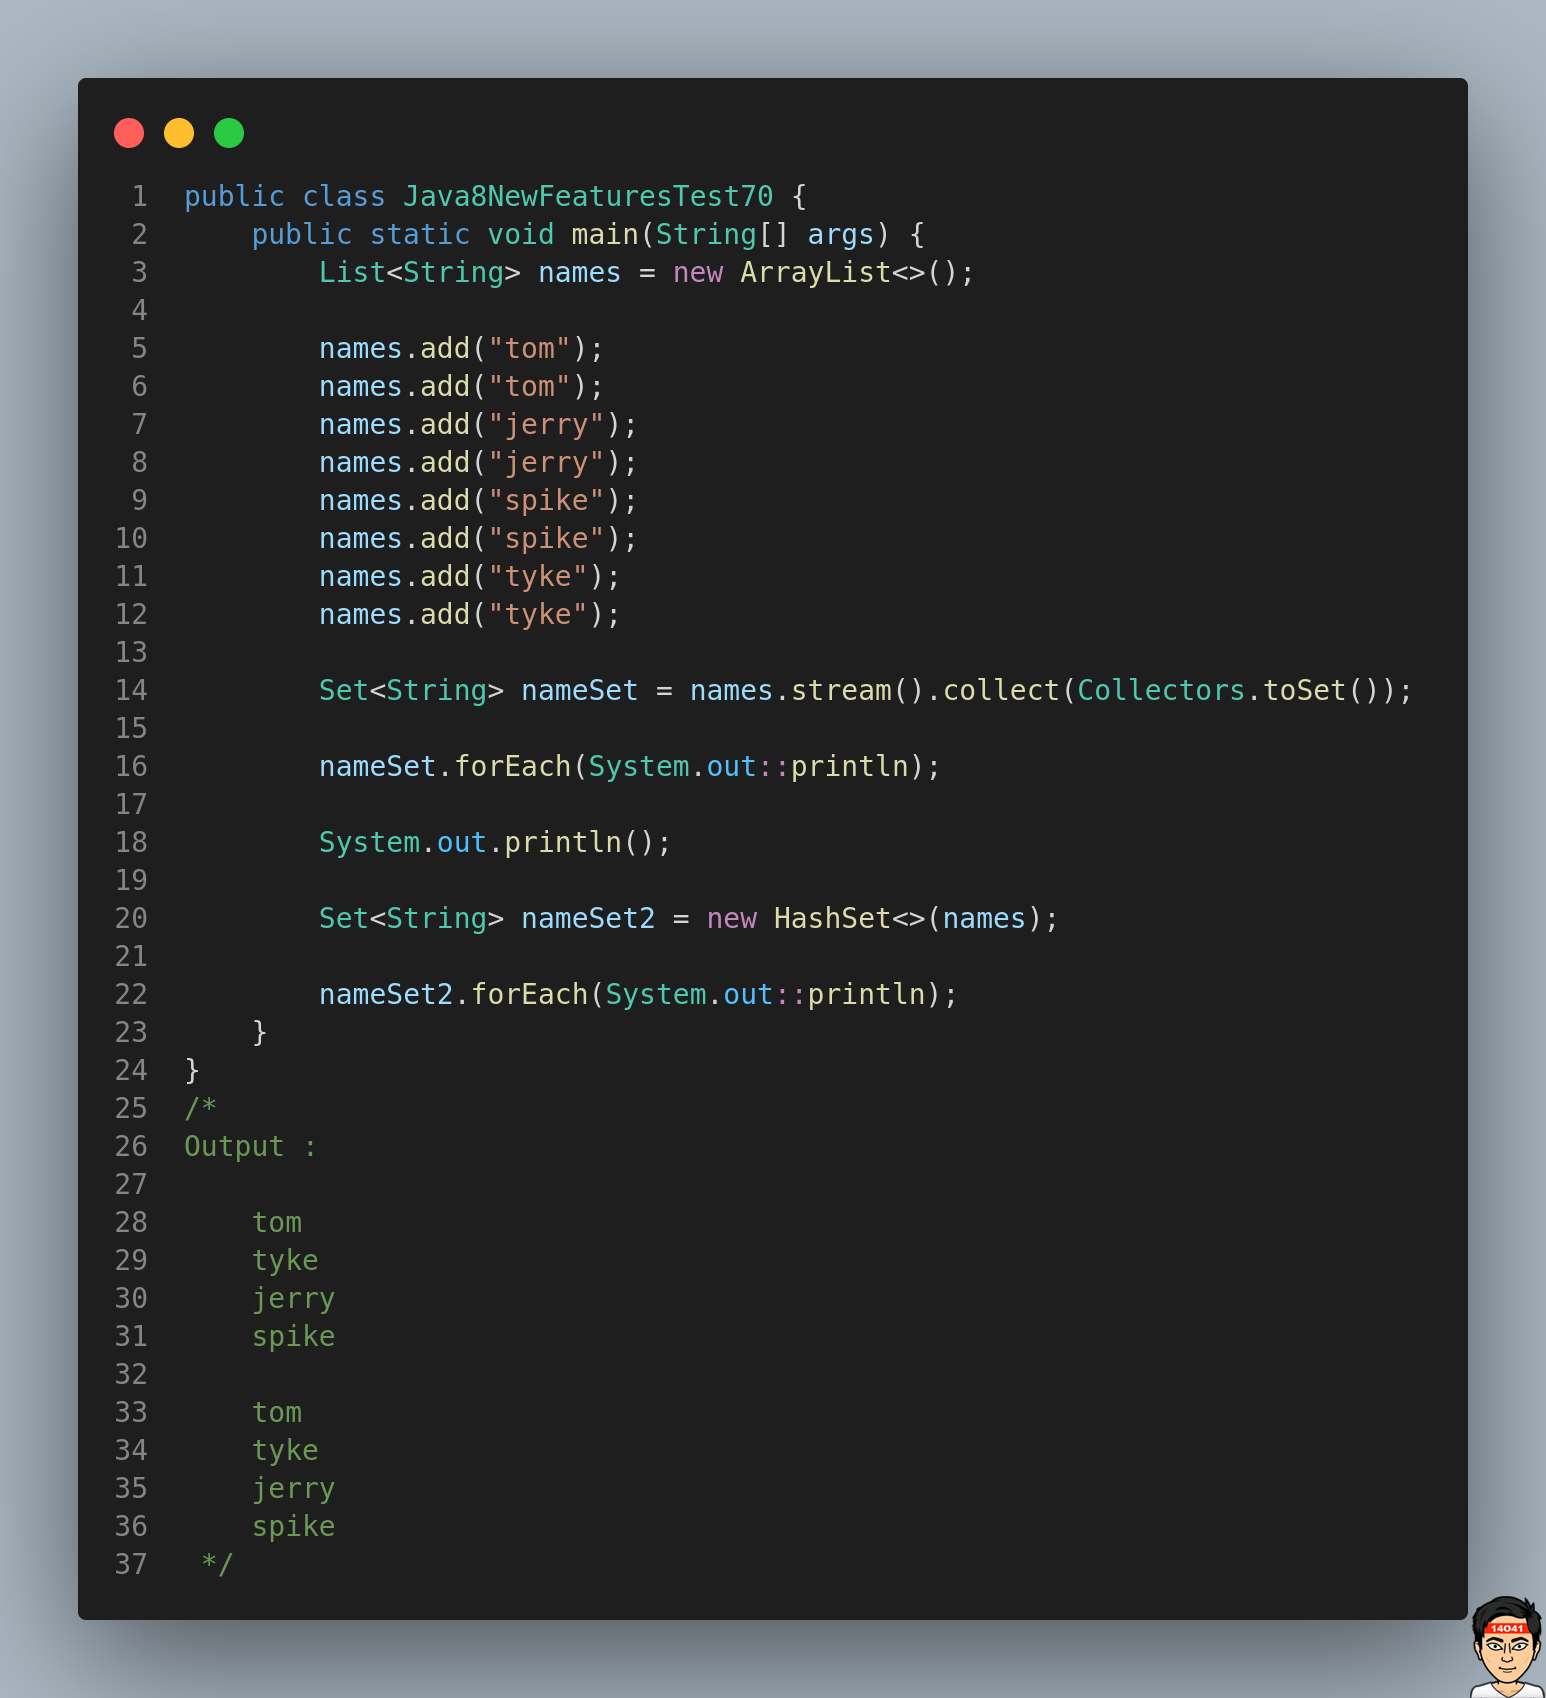 1 public class Java8NewFeaturesTest70 {
2     public static void main(String[] args) {
3         List<String> names = new ArrayList<>();
4
5         names.add("tom");
6         names.add("tom");
7         names.add("jerry");
8         names.add("jerry");
9         names.add("spike");
10         names.add("spike");
11         names.add("tyke");
12         names.add("tyke");
13
14         Set<String> nameSet = names.stream().collect(Collectors.toSet());
15
16         nameSet.forEach(System.out::println);
17
18         System.out.println();
19
20         Set<String> nameSet2 = new HashSet<>(names);
21
22         nameSet2.forEach(System.out::println);
23     }
24 }
25 /*
26 Output :
27
28     tom
29     tyke
30     jerry
31     spike
32
33     tom
34     tyke
35     jerry
36     spike
37  */
14041